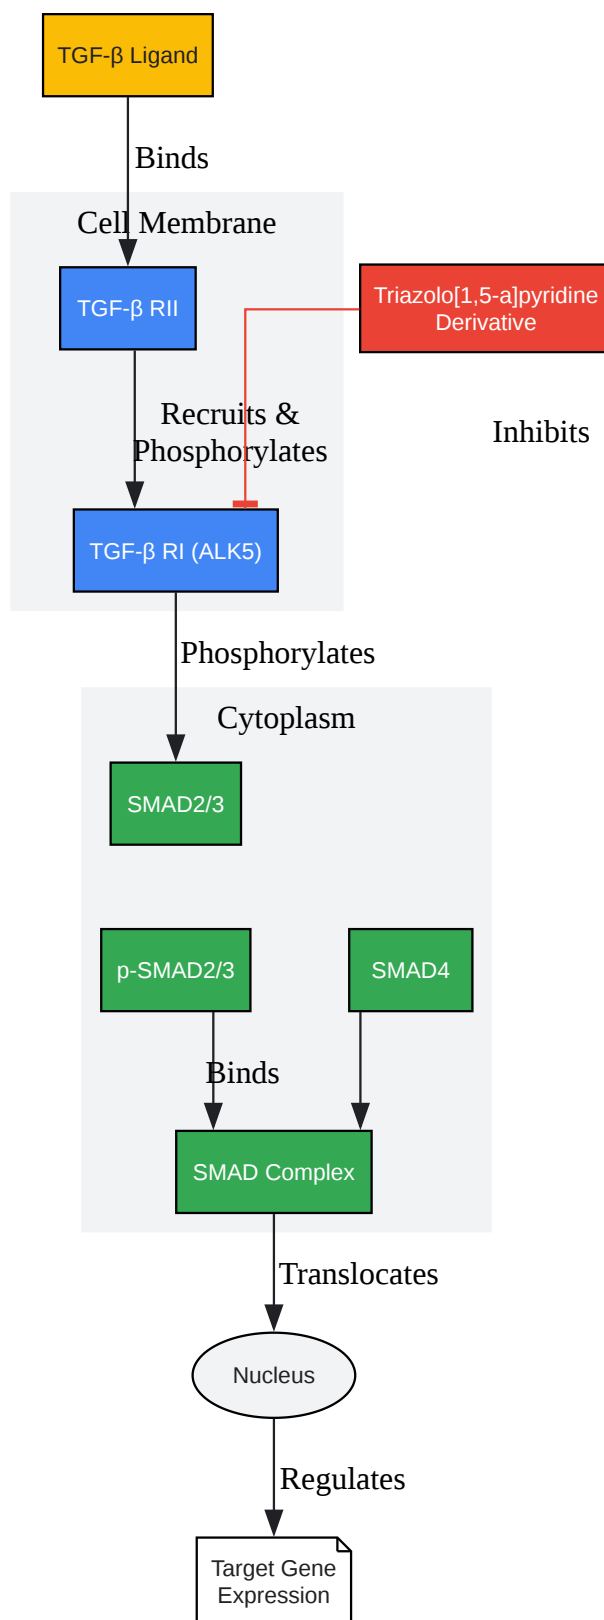 TGF-β Ligand
Binds
Cell Membrane
TGF-β RII
Triazolo[1,5-a]pyridine
Derivative
Recruits &
Phosphorylates
Inhibits
TGF-β RI (ALK5)
Phosphorylates
Cytoplasm
SMAD2/3
p-SMAD2/3
SMAD4
Binds
SMAD Complex
Translocates
Nucleus
Regulates
Target Gene
Expression